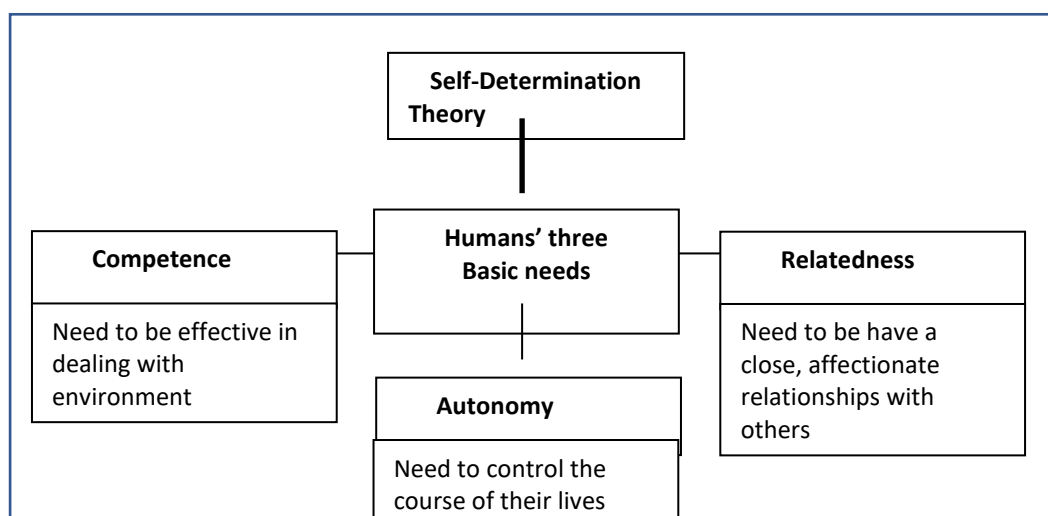 Self-Determination
Theory
Humans’ three
Basic needs
Competence
Need to be effective in
dealing with
environment
Relatedness
Need to be have a
close, affectionate
relationships with
others
Autonomy
Need to control the
course of their lives